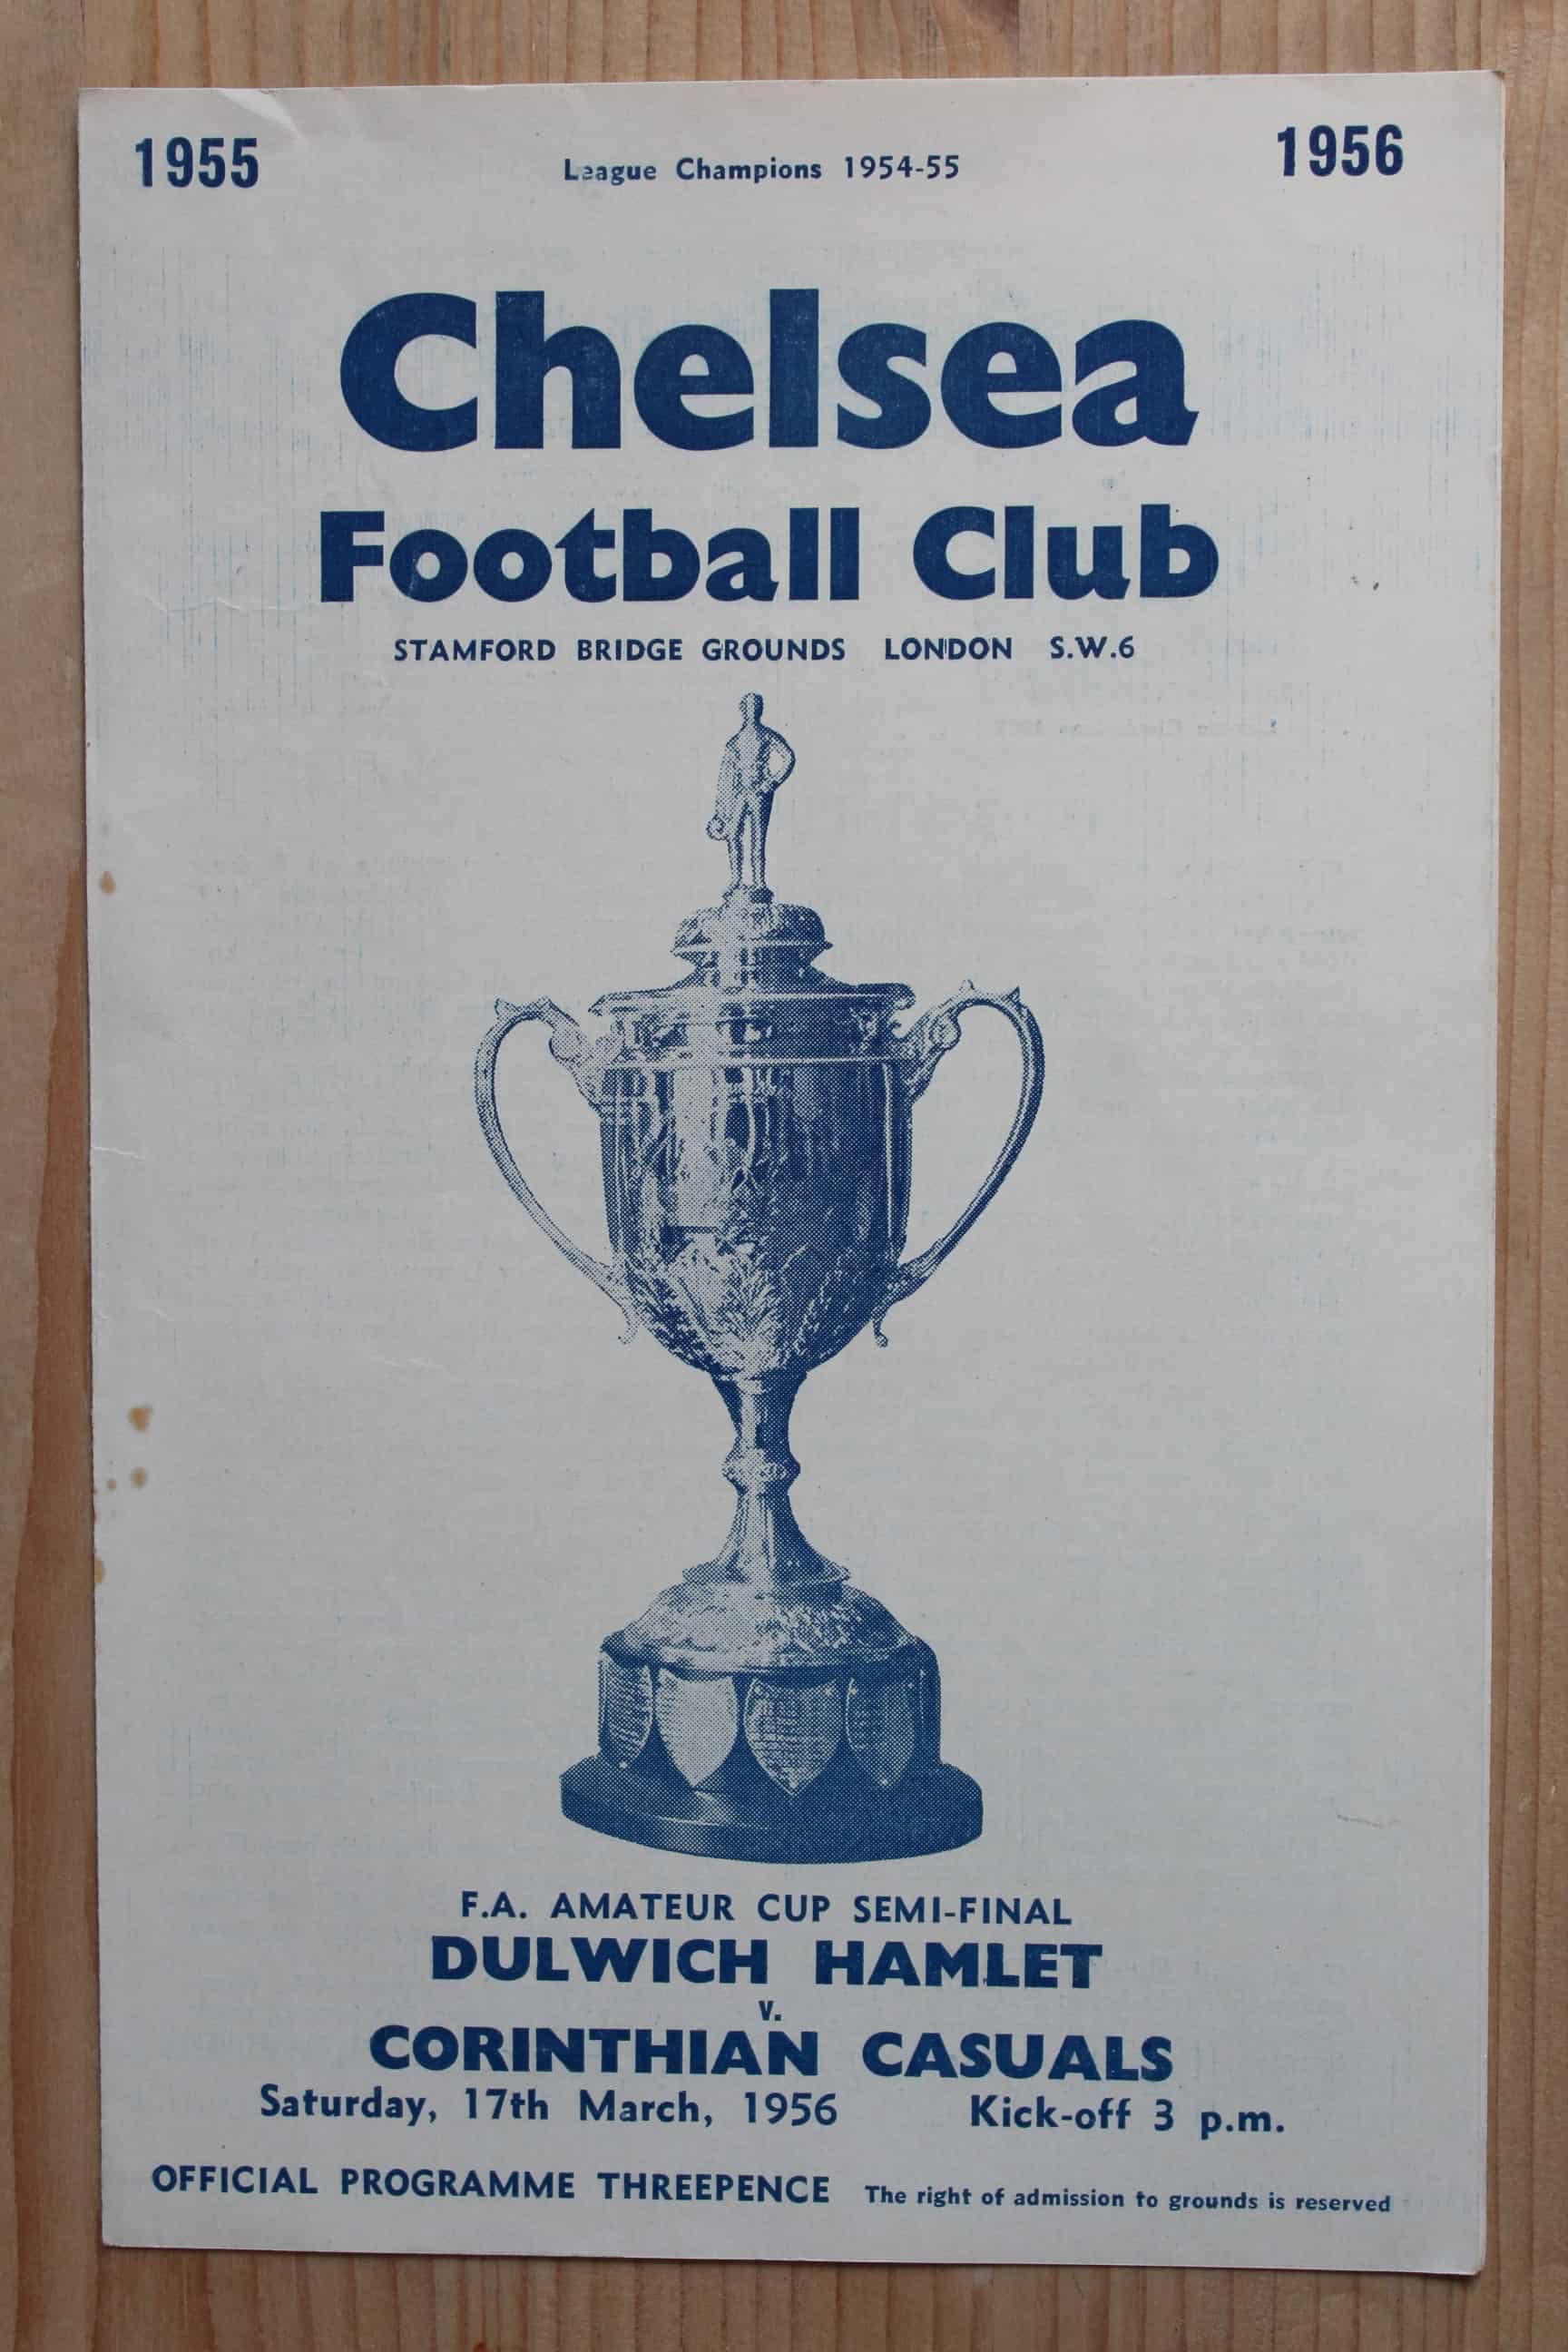 1955 League Champions 1954-55 1956
Chelsea
Football Club
STAMFORD BRIDGE GROUNDS LONDON S.W.6
F.A. AMATEUR CUP SEMI-FINAL
DULWICH HAMLET
v.
CORINTHIAN CASUALS
Saturday, 17th March, 1956 Kick-off 3 p.m.
OFFICIAL PROGRAMME THREEPENCE The right of admission to grounds is reserved